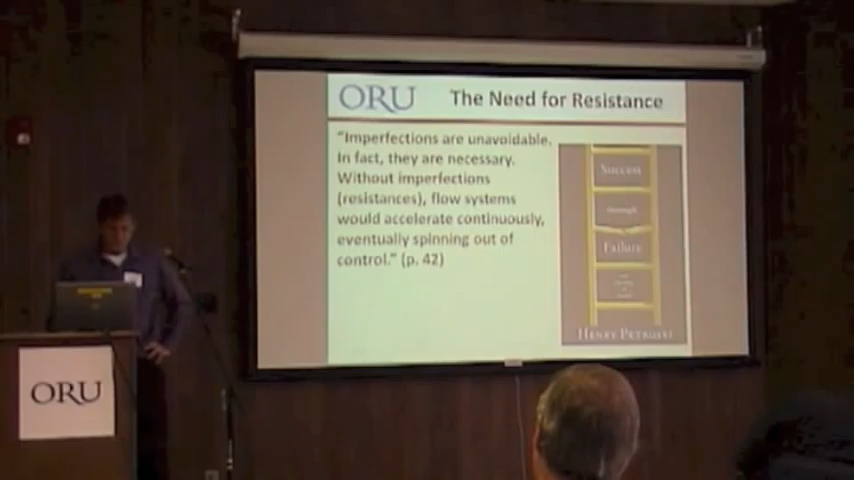 ORU
The Need for Resistance
"Imperfections are unavoidable.
In fact, they are necessary.
Without imperfections
(resistances), flow systems
would accelerate continuously,
eventually spinning out of
control." (p. 42)
Success
through
Failure
HENRY PETROSKI
ORU